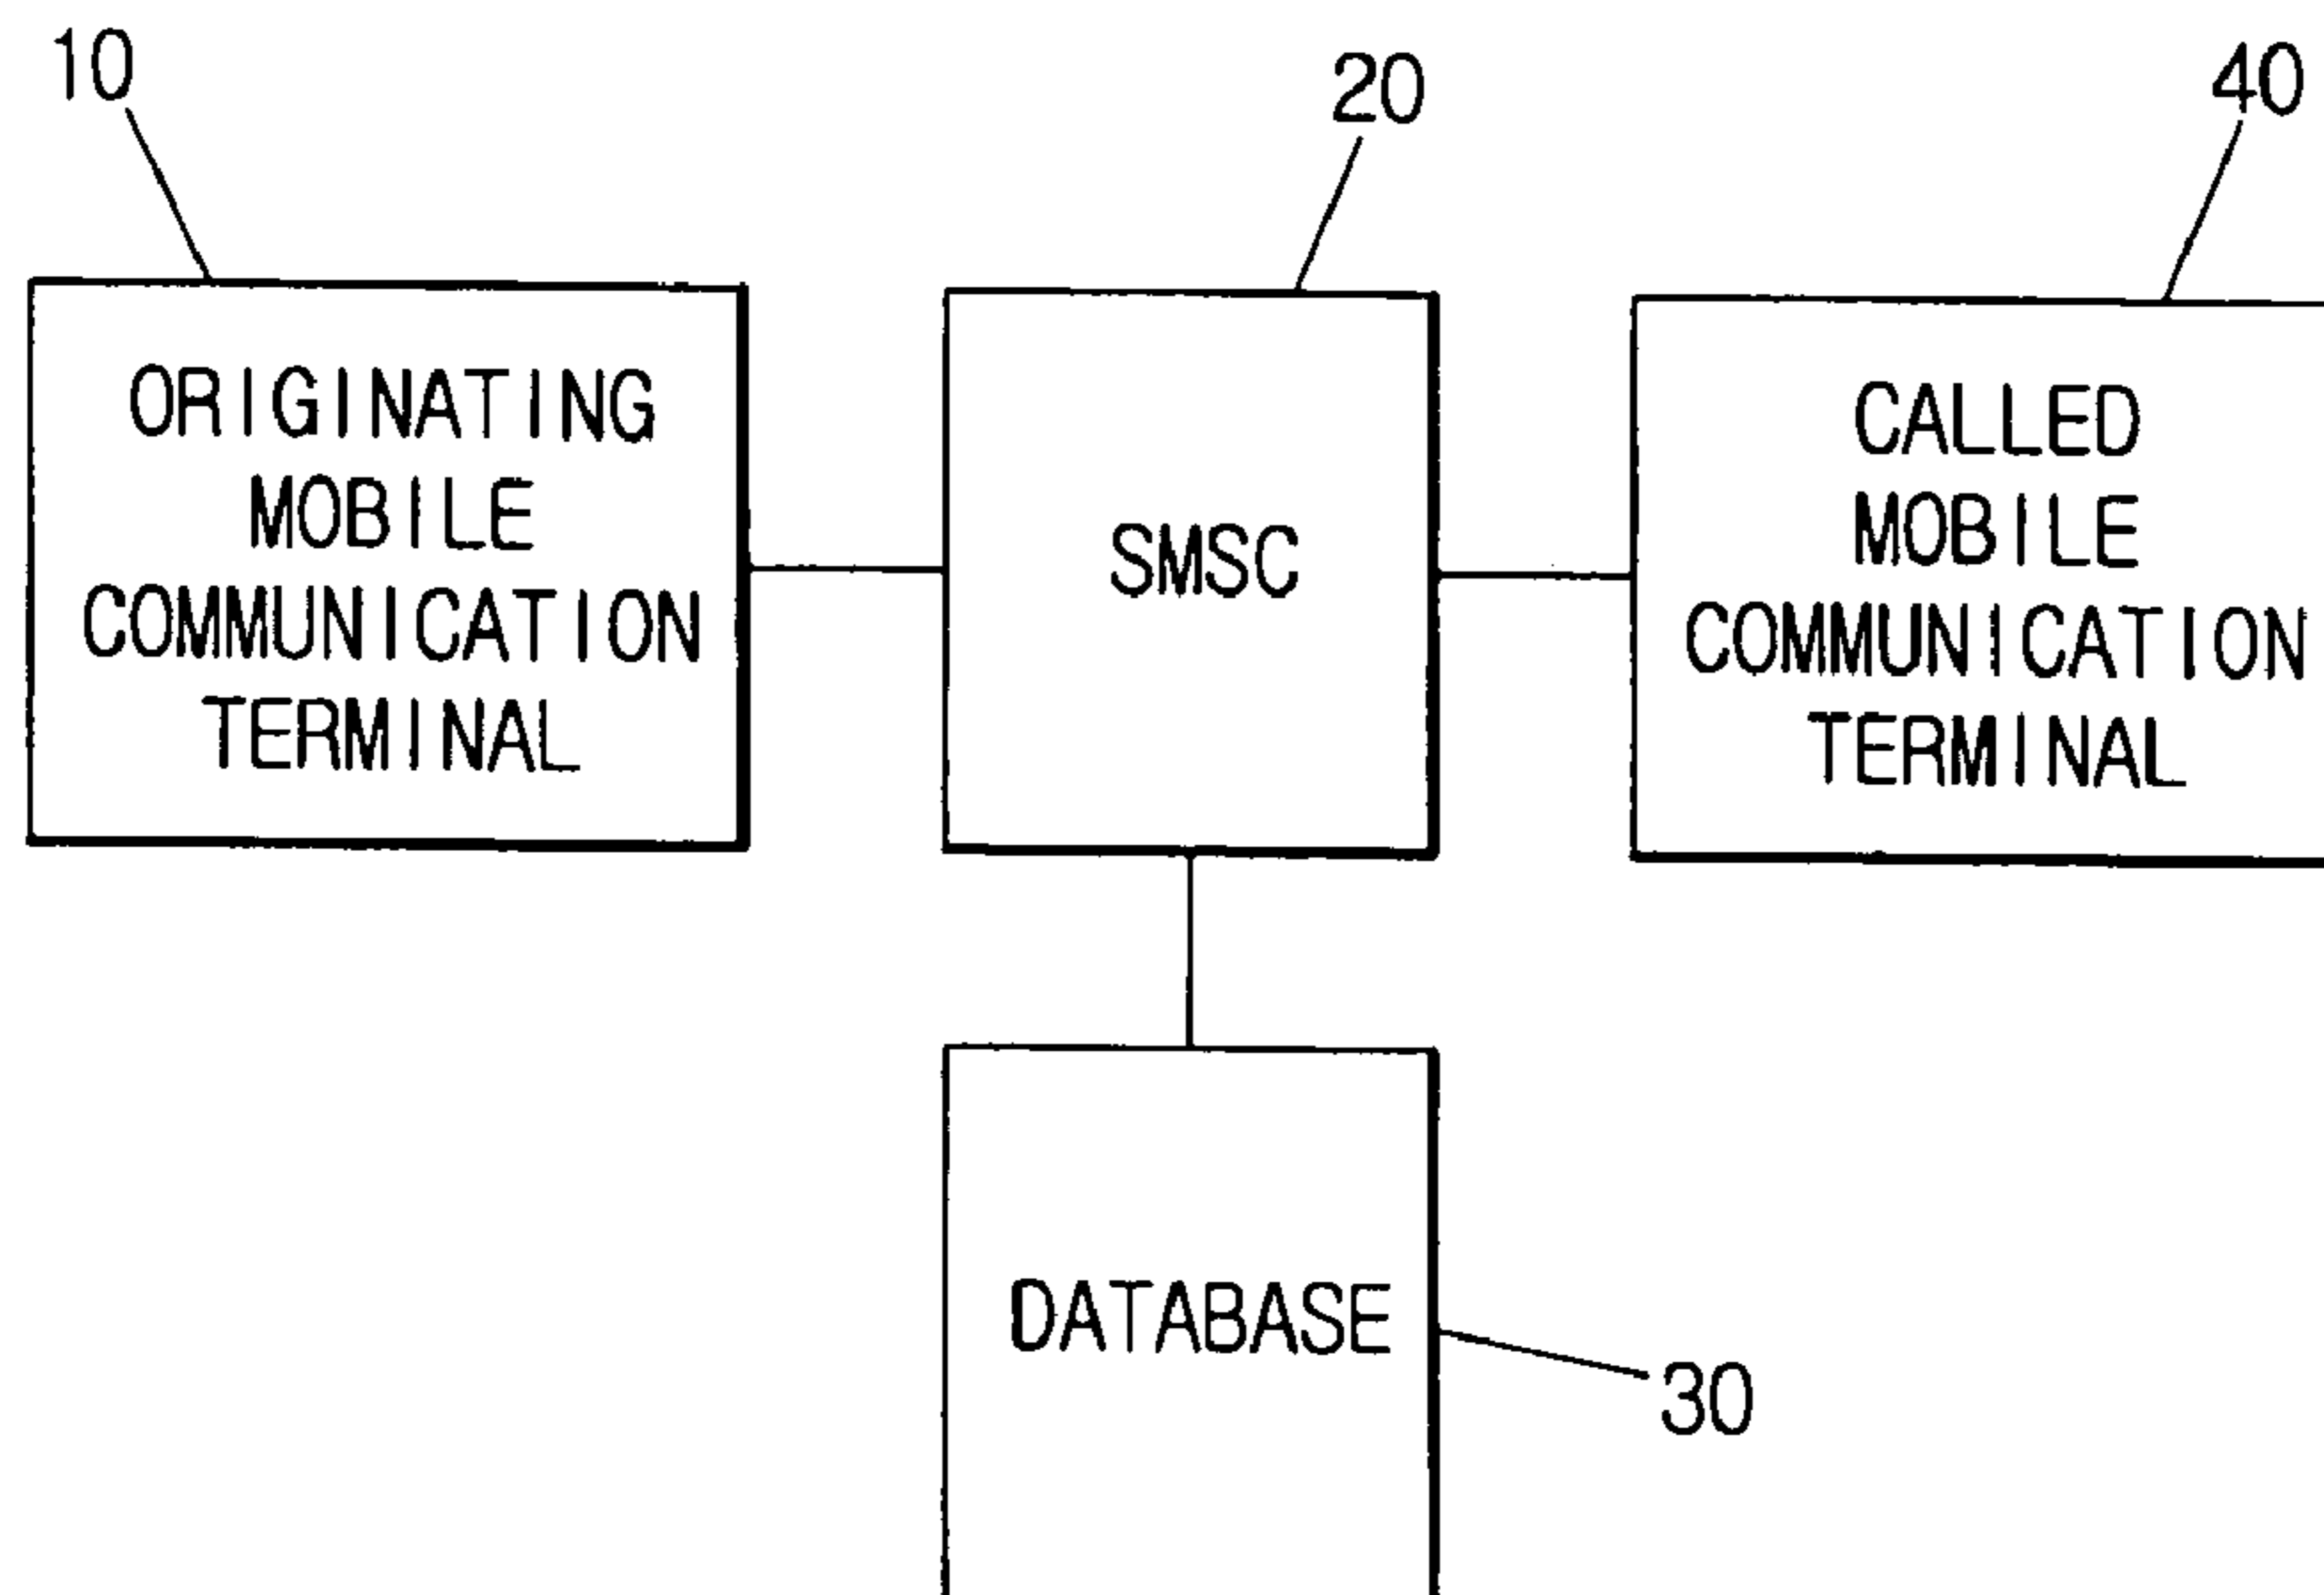 10
20
40
ORIGINATING
MOBILE
COMMUNICATION
TERMINAL
SMSC
CALLED
MOBILE
COMMUNICATION
TERMINAL
DATABASE
30